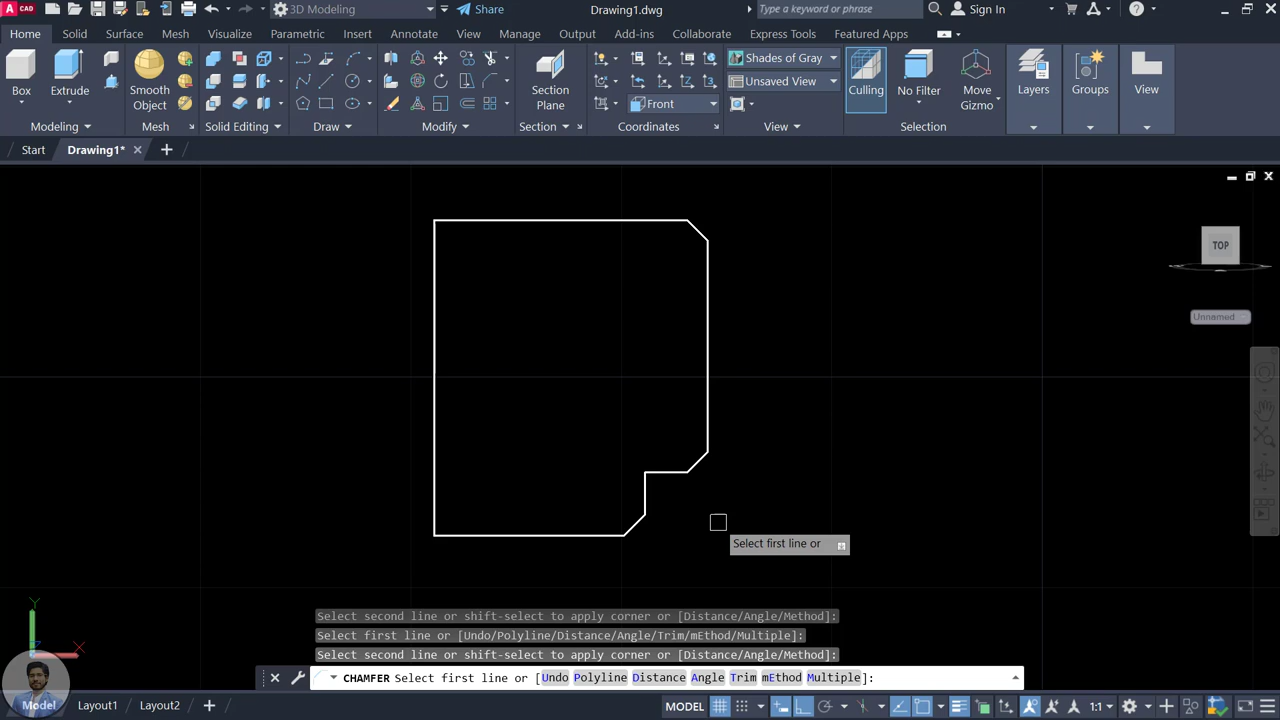 A CAD
3D Modeling
Share
Drawing1.dwg
Type a keyword or phrase
Sign In
Home Solid Surface Mesh Visualize Parametric Insert Annotate View Manage Output Add-ins Collaborate Express Tools Featured Apps
Shades of Gray
Unsaved View
Front
Box
Extrude
Smooth
Object
Section
Plane
Culling
No Filter
Move
Gizmo
Layers
Groups
View
Modeling
Mesh
Solid Editing
Draw
Modify
Section
Coordinates
View
Selection
Start
Drawing1*
TOP
Unnamed
Select first line or
Y
X
Select second line or shift-select to apply corner or [Distance/Angle/Method]:
Select first line or [Undo/Polyline/Distance/Angle/Trim/mEthod/Multiple]:
Select second line or shift-select to apply corner or [Distance/Angle/Method]:
CHAMFER Select first line or [Undo Polyline Distance Angle Trim mEthod Multiple]:
Model
Layout1
Layout2
MODEL
1:1